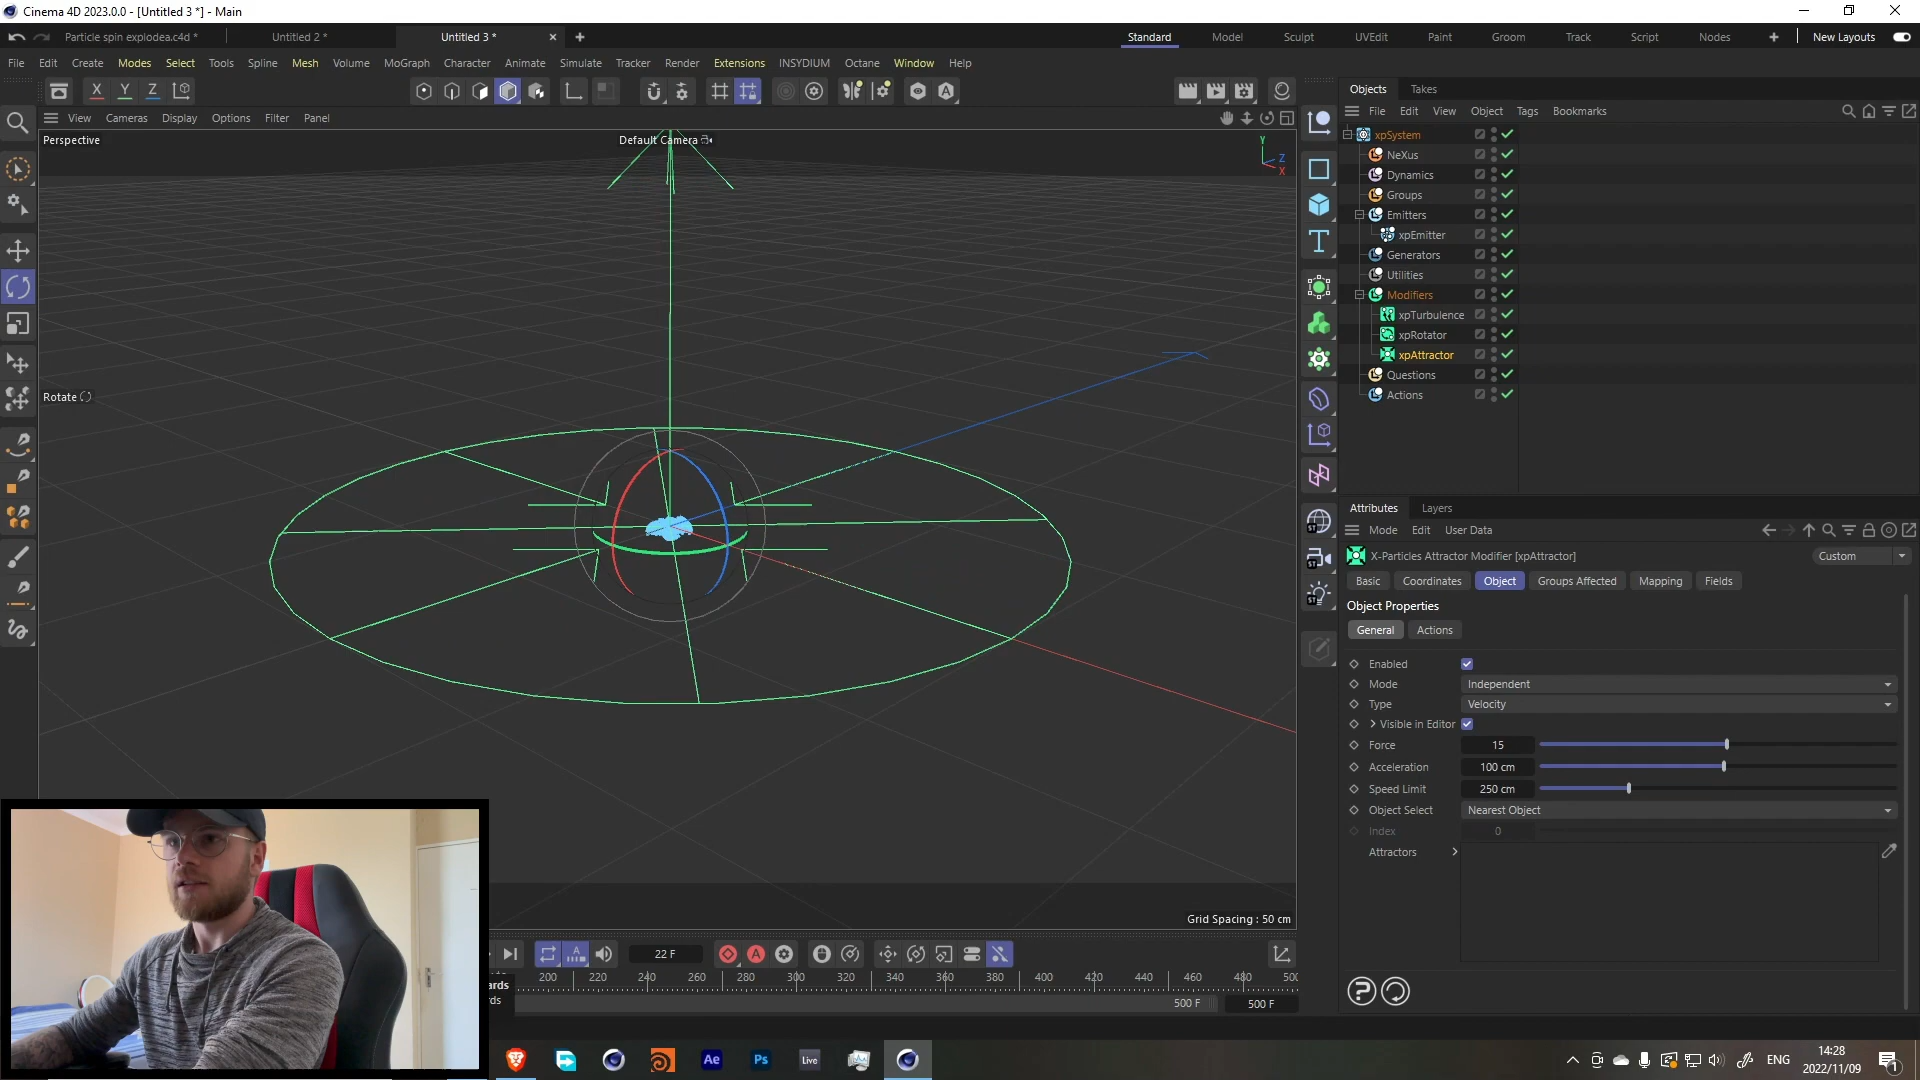 Cinema 4D 2023.0.0 - [Untitled 3 *] - Main
Particle spin explodea.c4d *
Untitled 2 *
Untitled 3 *
Standard
Model
Sculpt
UVEdit
Paint
Groom
Track
Script
Nodes
New Layouts
File Edit Create Modes Select Tools Spline Mesh Volume MoGraph Character Animate Simulate Tracker Render Extensions INSYDIUM Octane Window Help
X Y Z
Objects Takes
File Edit View Object Tags Bookmarks
View Cameras Display Options Filter Panel
Perspective
Default Camera
Y
Z
X
Rotate
xpSystem
NeXus
Dynamics
Groups
Emitters
xpEmitter
Generators
Utilities
Modifiers
xpTurbulence
xpRotator
xpAttractor
Questions
Actions
Attributes Layers
Mode Edit User Data
X-Particles Attractor Modifier [xpAttractor]
Custom
Basic Coordinates Object Groups Affected Mapping Fields
Object Properties
General Actions
Enabled
Mode Independent
Type Velocity
Visible in Editor
Force 15
Acceleration 100 cm
Speed Limit 250 cm
Object Select Nearest Object
Index 0
Attractors
Grid Spacing : 50 cm
22 F
200 220 240 260 280 300 320 340 360 380 400 420 440 460 480 500
ards
rds
500 F
500 F
Ae
Ps
Live
ENG
14:28
2022/11/09
1